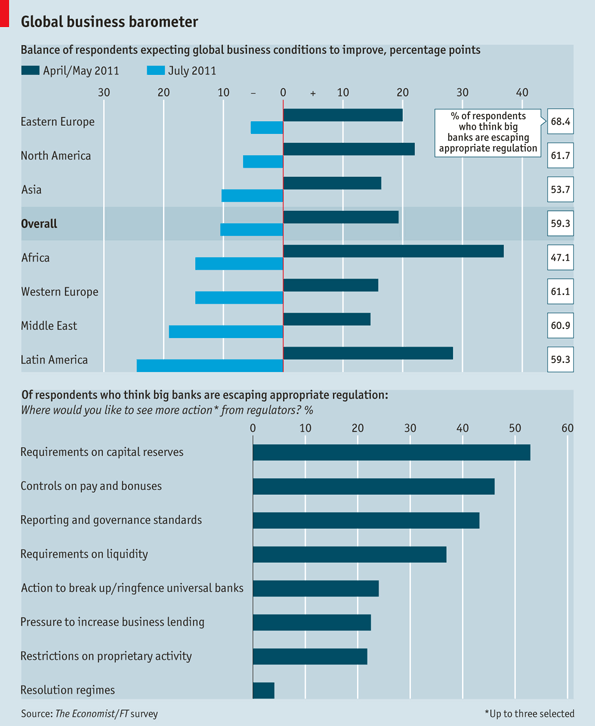 Global business barometer
Balance of respondents expecting global business conditions to improve, percentage points
April/May 2011 July 2011
30 20 10 – 0 + 10 20 30 40
% of respondents
who think big
banks are escaping
appropriate regulation
Eastern Europe 68.4
North America 61.7
Asia 53.7
Overall 59.3
Africa 47.1
Western Europe 61.1
Middle East 60.9
Latin America 59.3
Of respondents who think big banks are escaping appropriate regulation:
Where would you like to see more action* from regulators? %
0 10 20 30 40 50 60
Requirements on capital reserves
Controls on pay and bonuses
Reporting and governance standards
Requirements on liquidity
Action to break up/ringfence universal banks
Pressure to increase business lending
Restrictions on proprietary activity
Resolution regimes
Source: The Economist/FT survey *Up to three selected